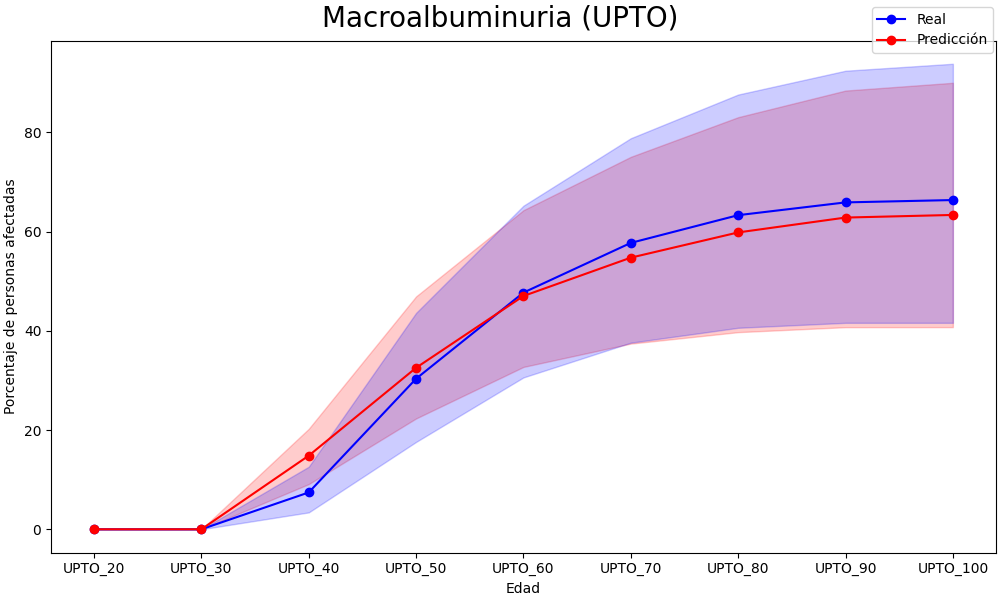 Macroalbuminuria (UPTO)
Real
Predicción
Porcentaje de personas afectadas
80
60
40
20
0
UPTO_20 UPTO_30 UPTO_40 UPTO_50 UPTO_60 UPTO_70 UPTO_80 UPTO_90 UPTO_100
Edad